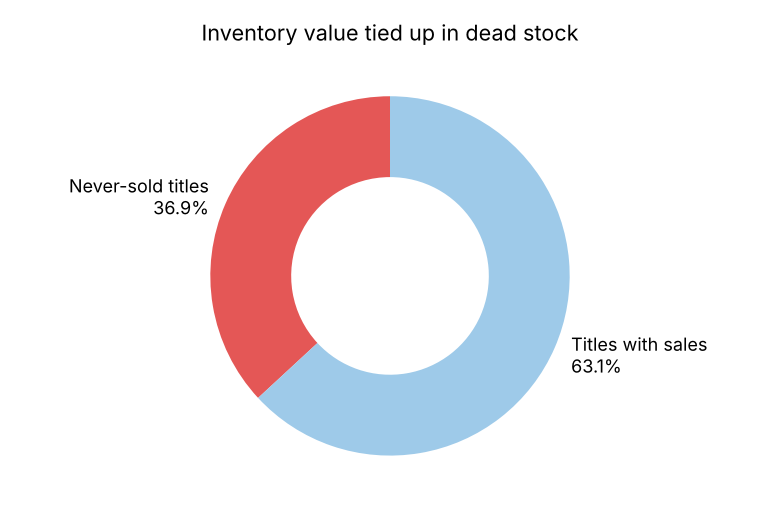 Inventory value tied up in dead stock
Never-sold titles
36.9%
Titles with sales
63.1%